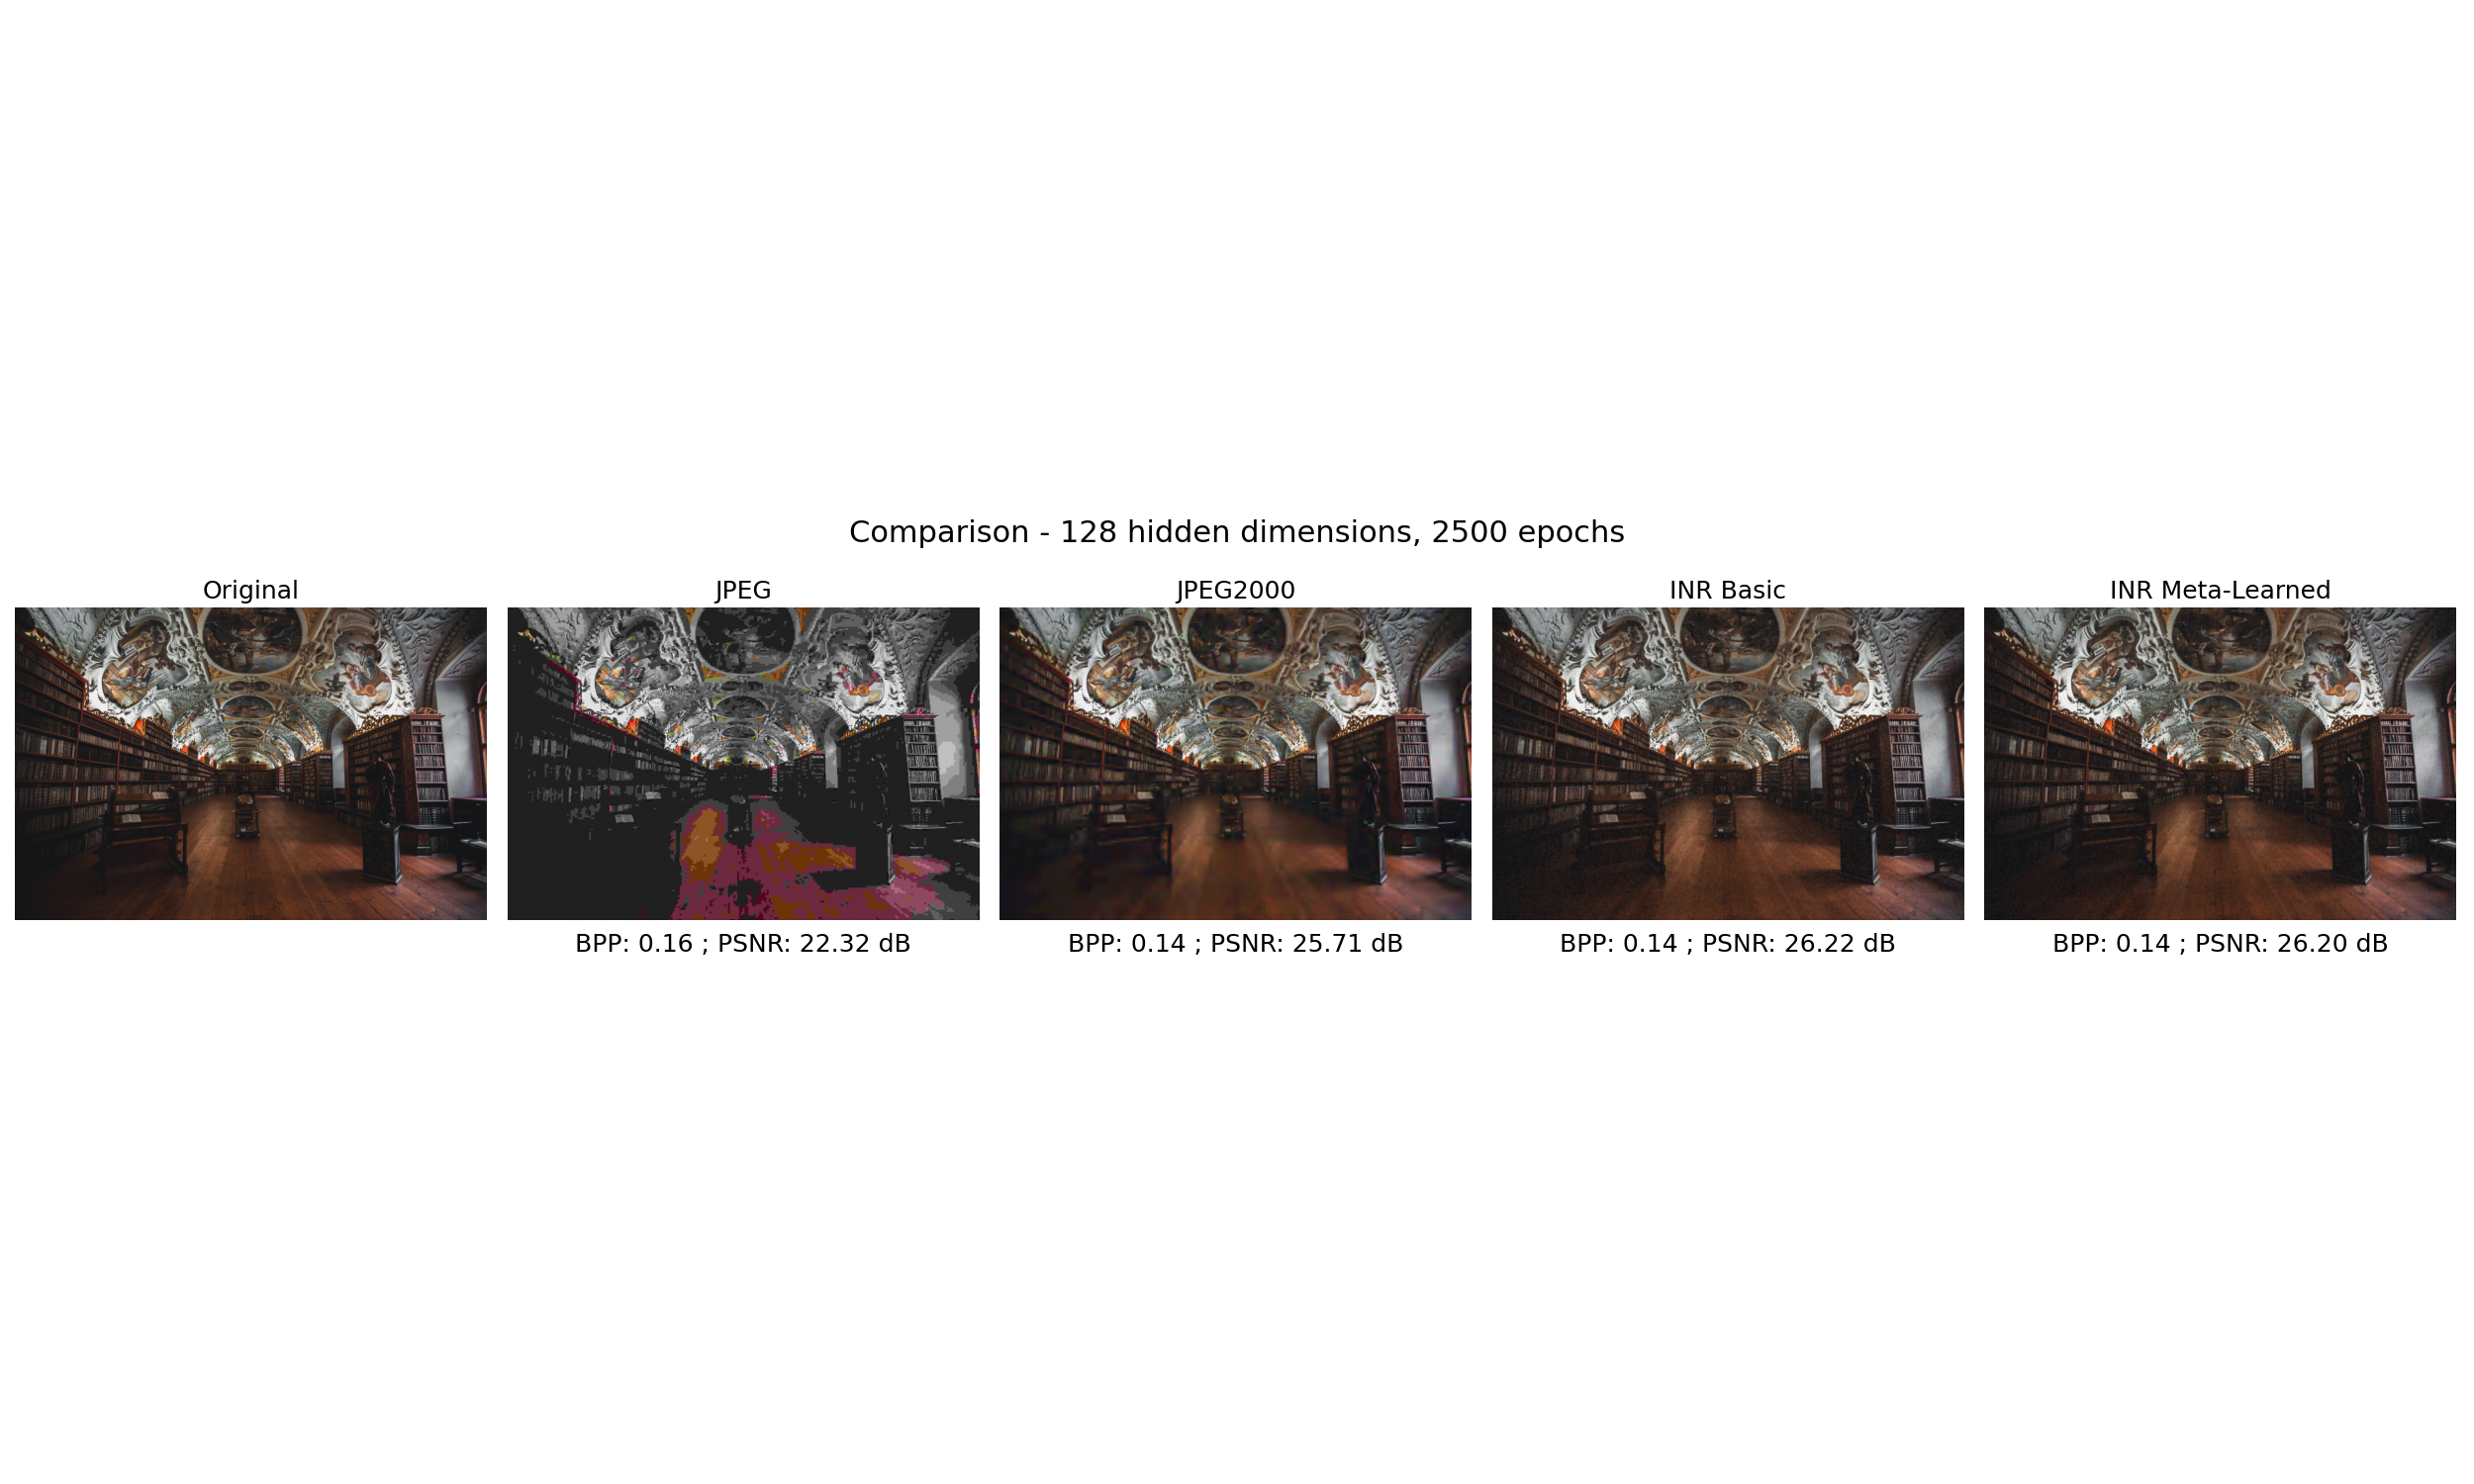 Comparison - 128 hidden dimensions, 2500 epochs
Original
JPEG
JPEG2000
INR Basic
INR Meta-Learned
BPP: 0.16 ; PSNR: 22.32 dB
BPP: 0.14 ; PSNR: 25.71 dB
BPP: 0.14 ; PSNR: 26.22 dB
BPP: 0.14 ; PSNR: 26.20 dB